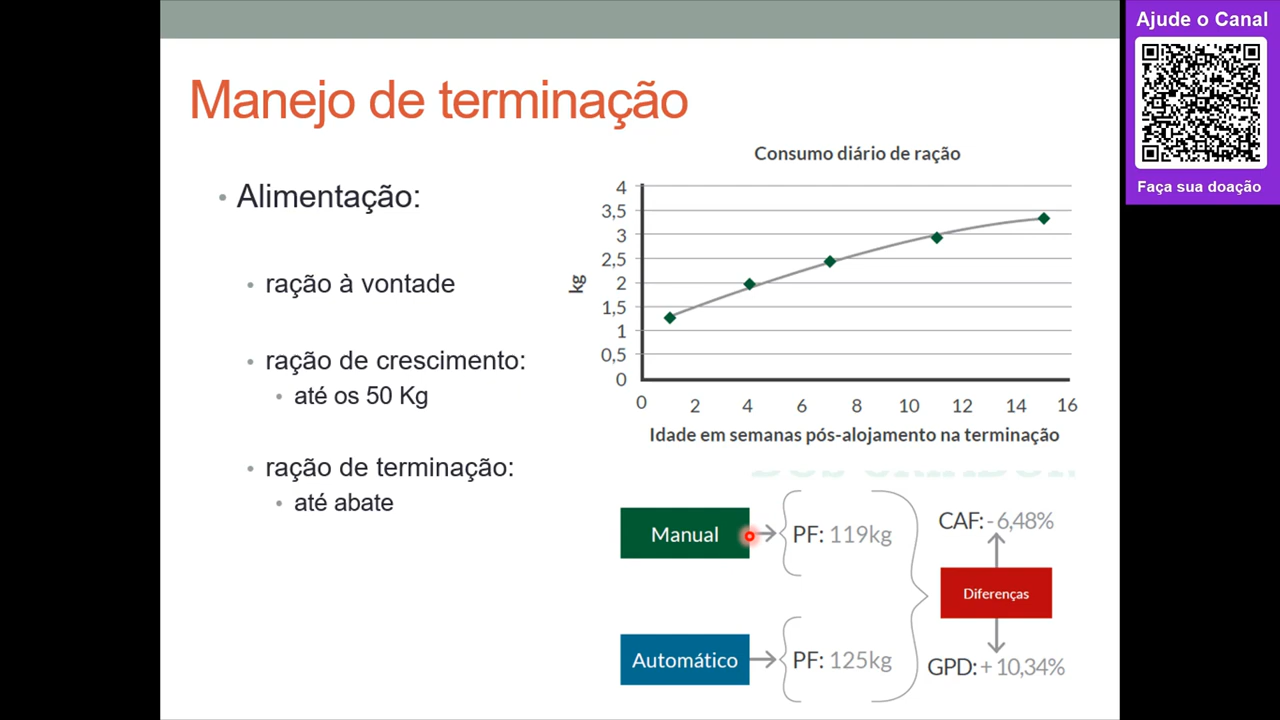 Ajude o Canal
Faça sua doação
Manejo de terminação
• Alimentação:
• ração à vontade
• ração de crescimento:
• até os 50 Kg
• ração de terminação:
• até abate
Consumo diário de ração
4
3,5
3
2,5
2
1,5
1
0,5
0
kg
0 2 4 6 8 10 12 14 16
Idade em semanas pós-alojamento na terminação
Manual
PF: 119kg
Automático
PF: 125kg
CAF: - 6,48%
Diferenças
GPD: + 10,34%